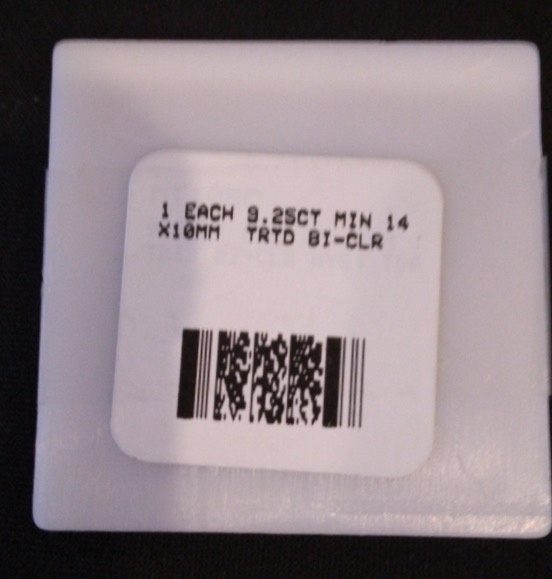 1 EACH 9.25CT MIN 14
X10MM TRTD BI-CLR